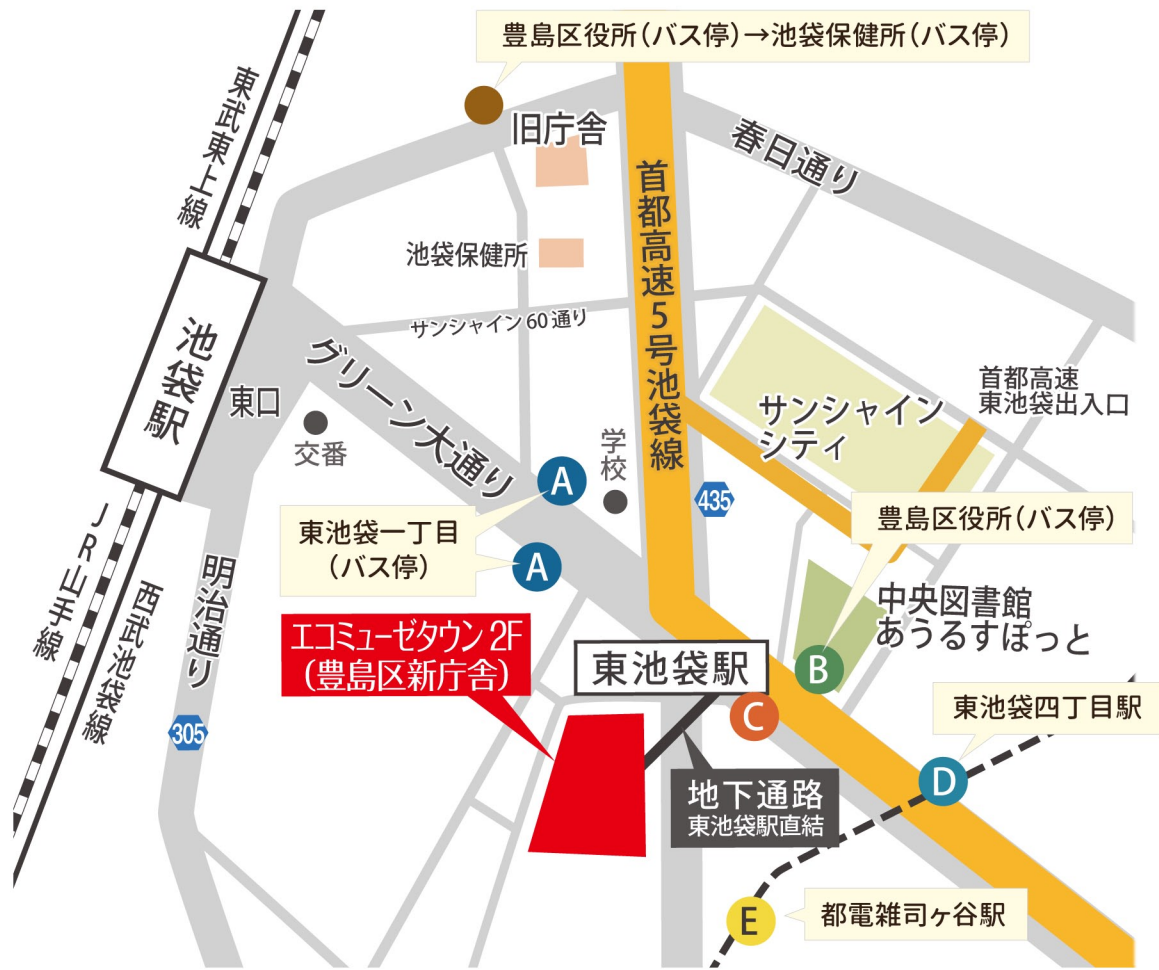 豊島区役所(バス停)→池袋保健所(バス停)
東武東上線
旧庁舎
春日通り
首都高速5号池袋線
池袋保健所
サンシャイン60通り
池袋駅
グリーン大通り
東口
交番
学校
サンシャイン
シティ
首都高速
東池袋出入口
A
435
豊島区役所(バス停)
東池袋一丁目
(バス停)
A
JR山手線
西武池袋線
明治通り
305
中央図書館
あうるすぽっと
エコミューゼタウン2F
(豊島区新庁舎)
東池袋駅
B
C
東池袋四丁目駅
D
地下通路
東池袋駅直結
E
都電雑司ヶ谷駅